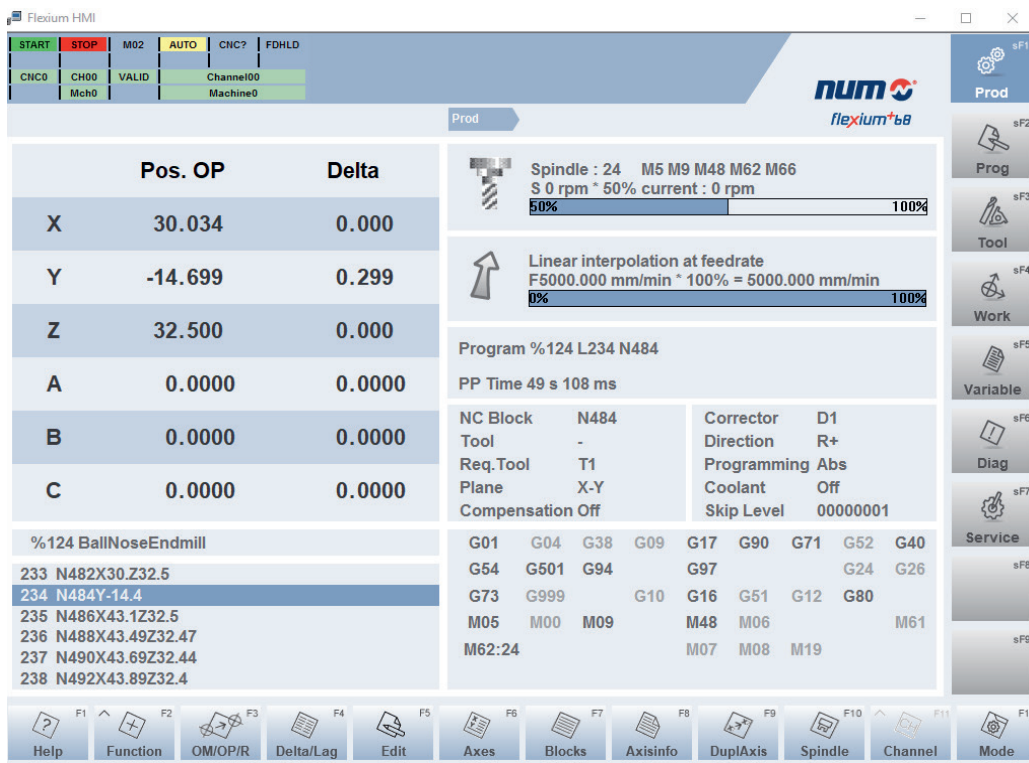 Flexium HMI
START STOP M02 AUTO CNC? FDHLD
CNC0 CH00 VALID Channel00
Mch0 Machine0
num
flexium+68
Prod
Pos. OP Delta
X 30.034 0.000
Y -14.699 0.299
Z 32.500 0.000
A 0.0000 0.0000
B 0.0000 0.0000
C 0.0000 0.0000
Spindle : 24 M5 M9 M48 M62 M66
S 0 rpm * 50% current : 0 rpm
50% 100%
Linear interpolation at feedrate
F5000.000 mm/min * 100% = 5000.000 mm/min
0% 100%
Program %124 L234 N484
PP Time 49 s 108 ms
NC Block N484
Tool -
Req.Tool T1
Plane X-Y
Compensation Off
Corrector D1
Direction R+
Programming Abs
Coolant Off
Skip Level 00000001
%124 BallNoseEndmill
233 N482X30.Z32.5
234 N484Y-14.4
235 N486X43.1Z32.5
236 N488X43.49Z32.47
237 N490X43.69Z32.44
238 N492X43.89Z32.4
G01 G04 G38 G09 G17 G90 G71 G52 G40
G54 G501 G94 G97 G24 G26
G73 G999 G10 G16 G51 G12 G80
M05 M00 M09 M48 M06 M61
M62:24 M07 M08 M19
sF1
Prod
sF2
Prog
sF3
Tool
sF4
Work
sF5
Variable
sF6
Diag
sF7
Service
sF8
sF9
F1 Help
F2 Function
F3 OM/OP/R
F4 Delta/Lag
F5 Edit
F6 Axes
F7 Blocks
F8 Axisinfo
F9 DuplAxis
F10 Spindle
F11 Channel
F1 Mode